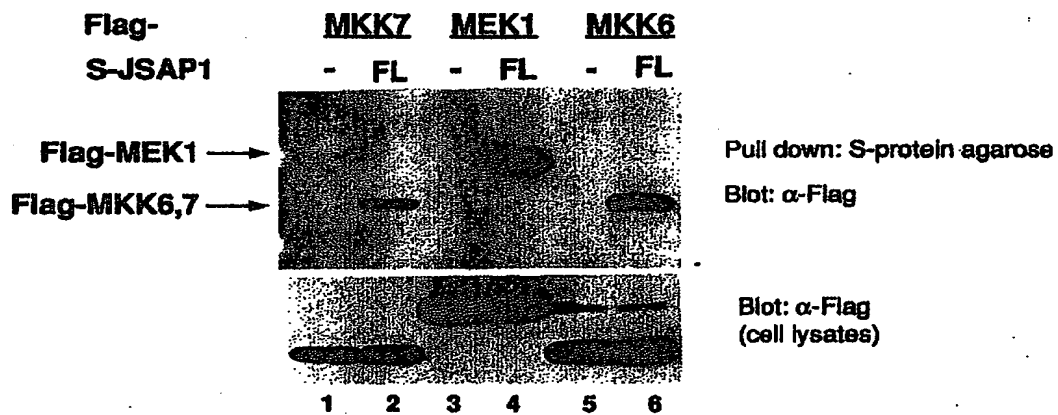 Flag- MKK7 MEK1 MKK6
S-JSAP1 - FL - FL - FL
Flag-MEK1
Pull down: S-protein agarose
Flag-MKK6,7
Blot: α-Flag
Blot: α-Flag
(cell lysates)
1 2 3 4 5 6